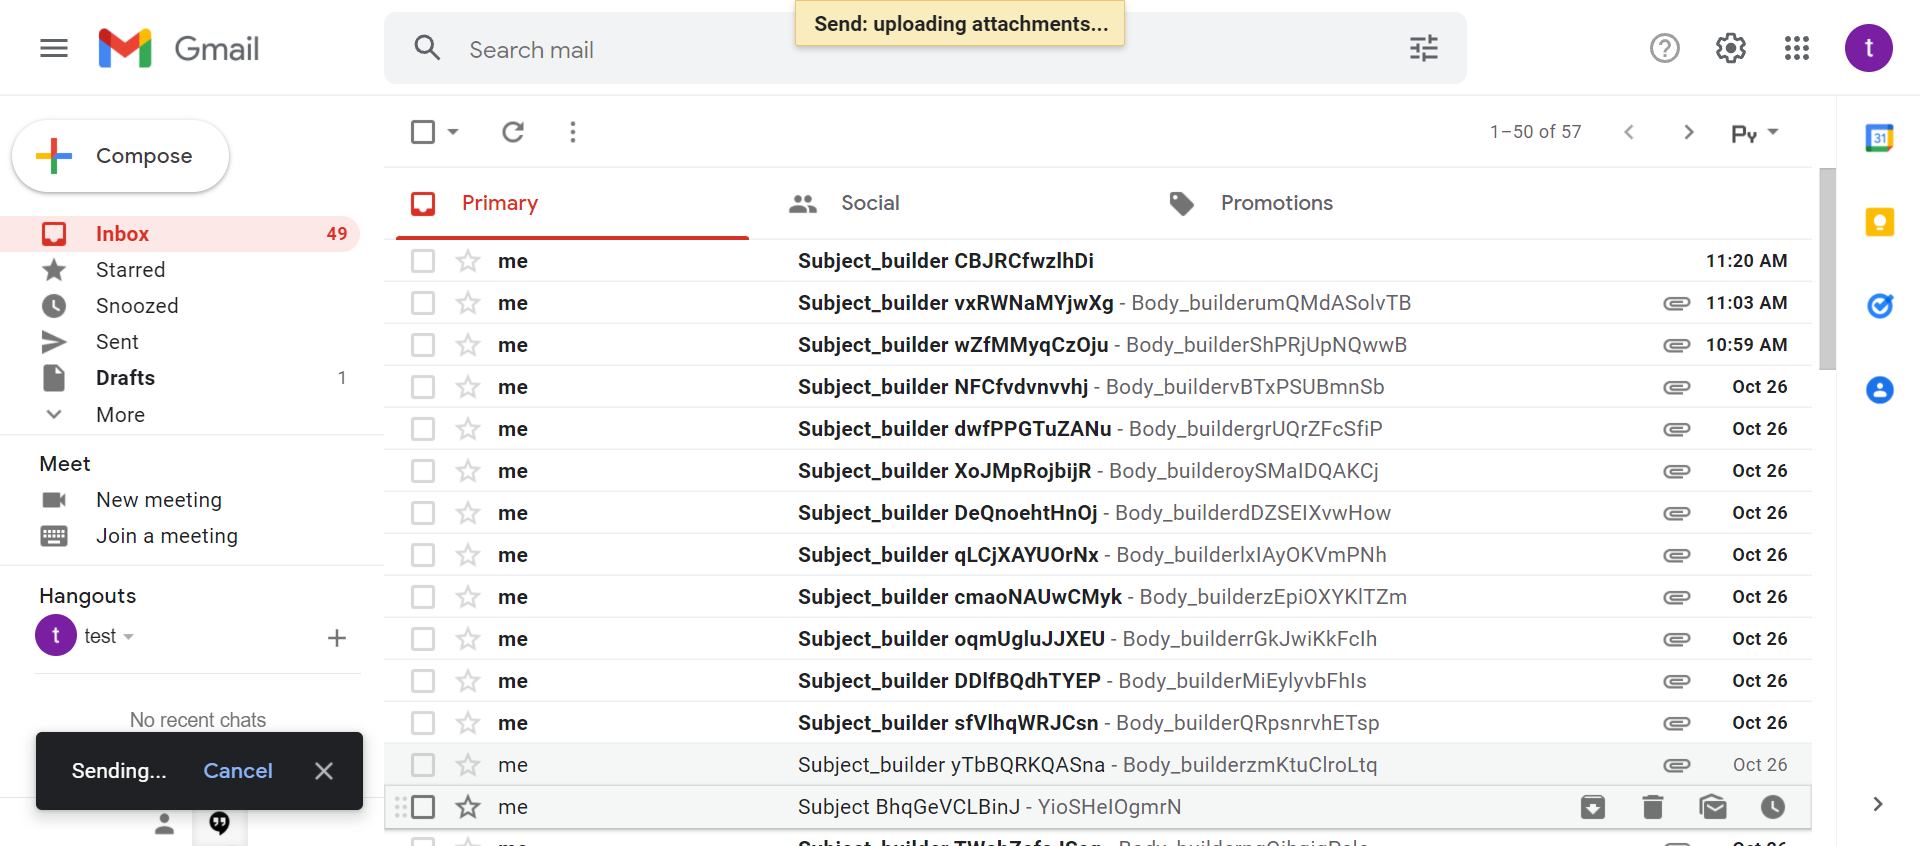 Send: uploading attachments...
Gmail
Search mail
t
Compose
1–50 of 57
Py
31
Primary
Social
Promotions
Inbox 49
Starred
Snoozed
Sent
Drafts 1
More
Meet
New meeting
Join a meeting
Hangouts
t test
No recent chats
Sending... Cancel
me Subject_builder CBJRCfwzlhDi 11:20 AM
me Subject_builder vxRWNaMYjwXg - Body_builderumQMdASolvTB 11:03 AM
me Subject_builder wZfMMyqCzOju - Body_builderShPRjUpNQwwB 10:59 AM
me Subject_builder NFCfvdvnvvhj - Body_buildervBTxPSUBmnSb Oct 26
me Subject_builder dwfPPGTuZANu - Body_buildergrUQrZFcSfiP Oct 26
me Subject_builder XoJMpRojbijR - Body_builderoySMaIDQAKCj Oct 26
me Subject_builder DeQnoehtHnOj - Body_builderdDZSEIXvwHow Oct 26
me Subject_builder qLCjXAYUOrNx - Body_builderlxIAyOKVmPNh Oct 26
me Subject_builder cmaoNAUwCMyk - Body_builderzEpiOXYKlTZm Oct 26
me Subject_builder oqmUgluJJXEU - Body_builderrGkJwiKkFcIh Oct 26
me Subject_builder DDlfBQdhTYEP - Body_builderMiEylyvbFhIs Oct 26
me Subject_builder sfVlhqWRJCsn - Body_builderQRpsnrvhETsp Oct 26
me Subject_builder yTbBQRKQASna - Body_builderzmKtuClroLtq Oct 26
me Subject BhqGeVCLBinJ - YioSHelOgmrN